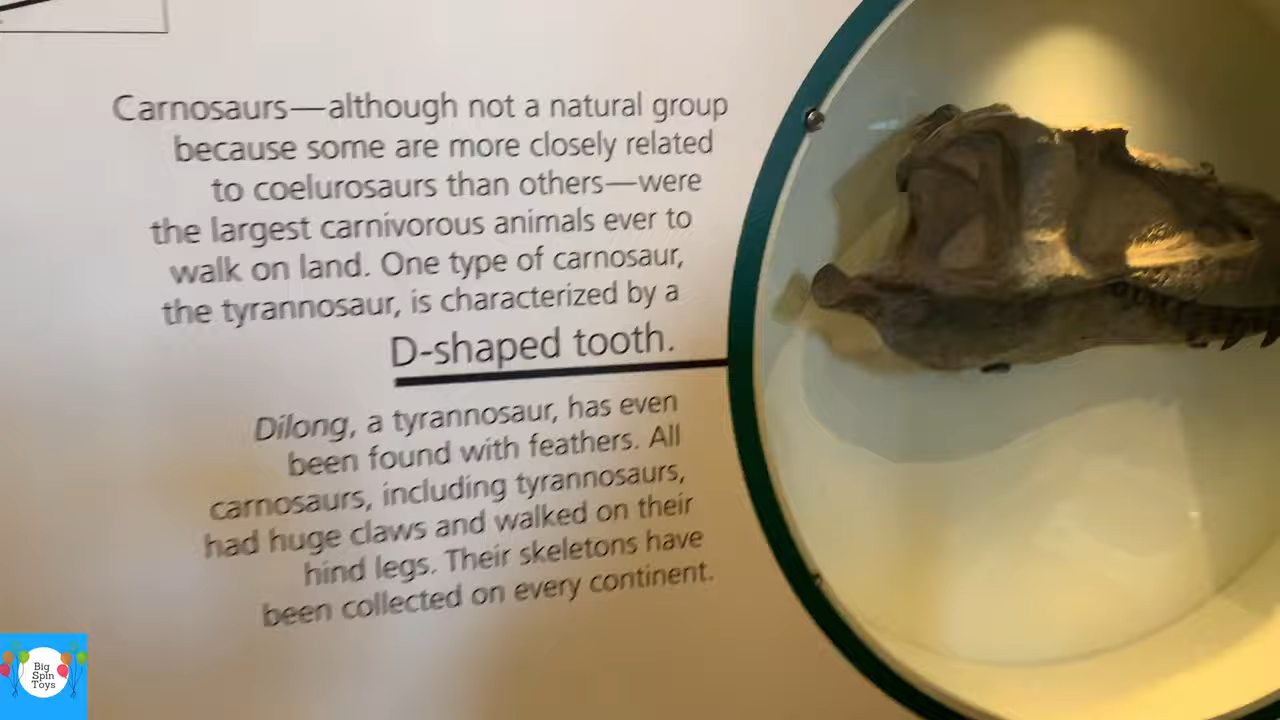 Carnosaurs—although not a natural group
because some are more closely related
to coelurosaurs than others—were
the largest carnivorous animals ever to
walk on land. One type of carnosaur,
the tyrannosaur, is characterized by a
D-shaped tooth.
Dilong, a tyrannosaur, has even
been found with feathers. All
carnosaurs, including tyrannosaurs,
had huge claws and walked on their
hind legs. Their skeletons have
been collected on every continent.
Big
Spin
Toys